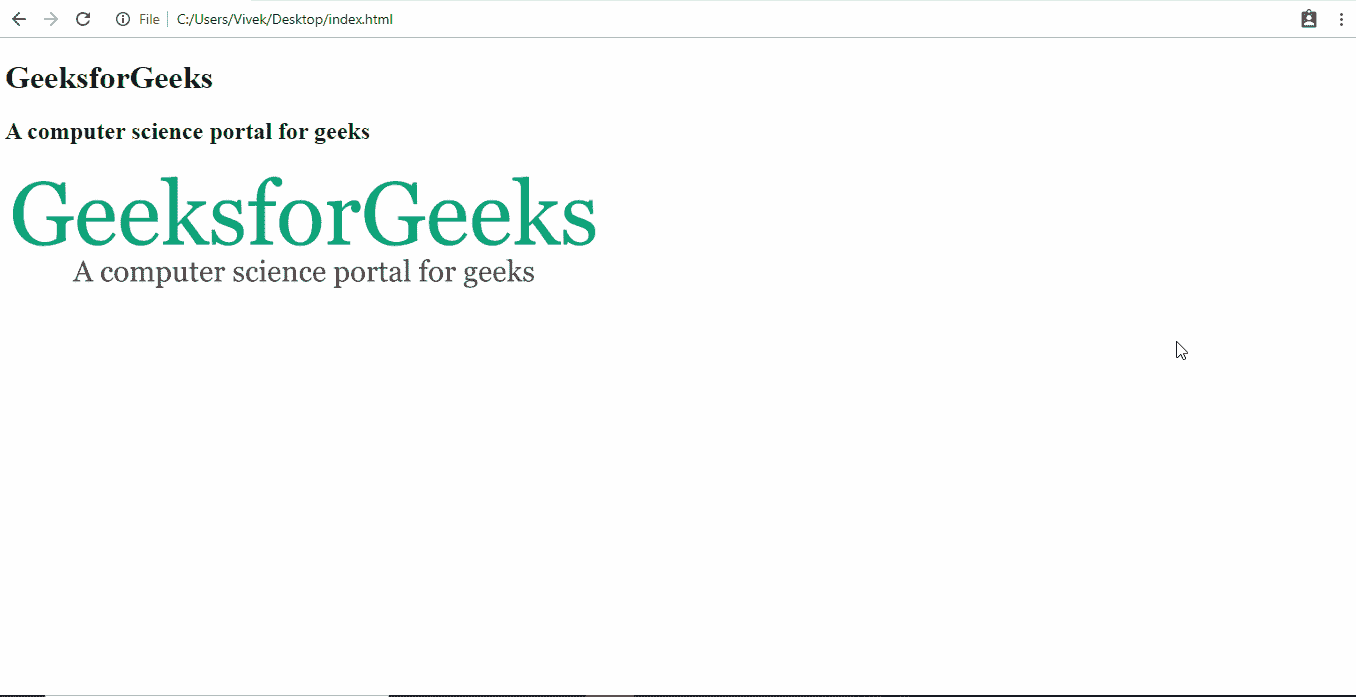 File C:/Users/Vivek/Desktop/index.html
GeeksforGeeks
A computer science portal for geeks
GeeksforGeeks
A computer science portal for geeks